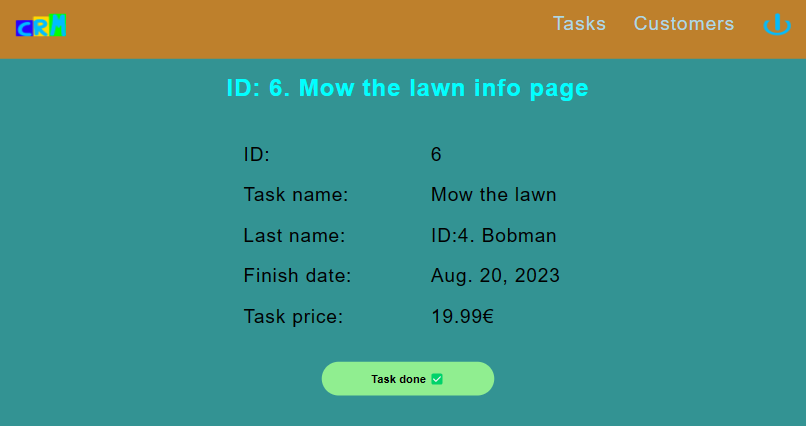 CRM
Tasks Customers
ID: 6. Mow the lawn info page
ID: 6
Task name: Mow the lawn
Last name: ID:4. Bobman
Finish date: Aug. 20, 2023
Task price: 19.99€
Task done ✅